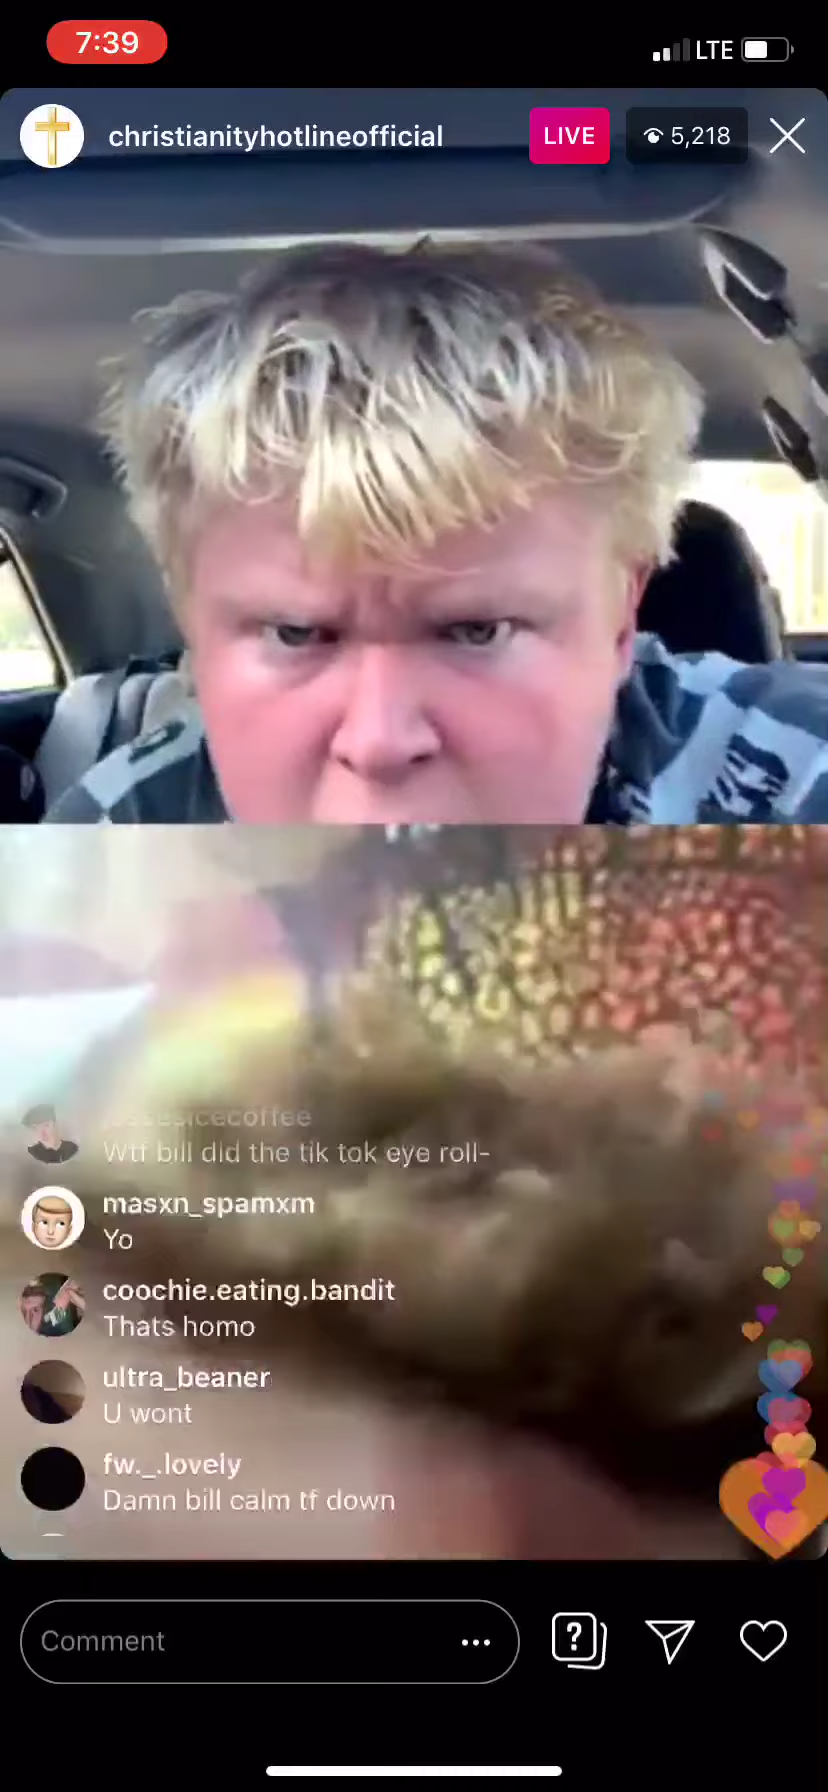 7:39
LTE
christianityhotlineofficial
LIVE
5,218
Wtf bill did the tik tok eye roll-
masxn_spamxm
Yo
coochie.eating.bandit
Thats homo
ultra_beaner
U wont
fw._.lovely
Damn bill calm tf down
Comment